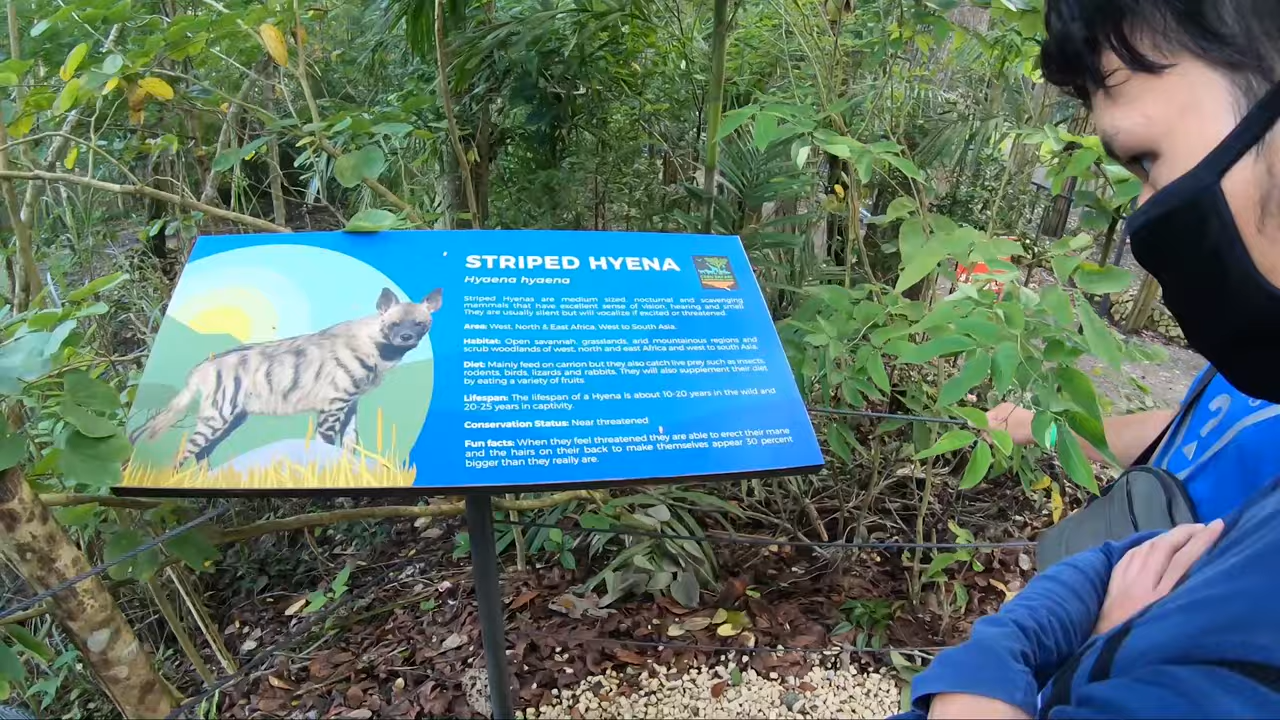 STRIPED HYENA
Hyaena hyaena
Striped Hyenas are medium sized, nocturnal and scavenging
mammals that have excellent sense of vision, hearing and smell.
They are usually silent but will vocalize if excited or threatened.
Area: West, North & East Africa, West to South Asia.
Habitat: Open savannah, grasslands, and mountainous regions and
scrub woodlands of west, north and east Africa and west to south Asia.
Diet: Mainly feed on carrion but they also catch live prey such as insects,
rodents, birds, lizards and rabbits. They will also supplement their diet
by eating a variety of fruits.
Lifespan: The lifespan of a Hyena is about 10-20 years in the wild and
20-25 years in captivity.
Conservation Status: Near threatened
Fun facts: When they feel threatened they are able to erect their mane
and the hairs on their back to make themselves appear 30 percent
bigger than they really are.